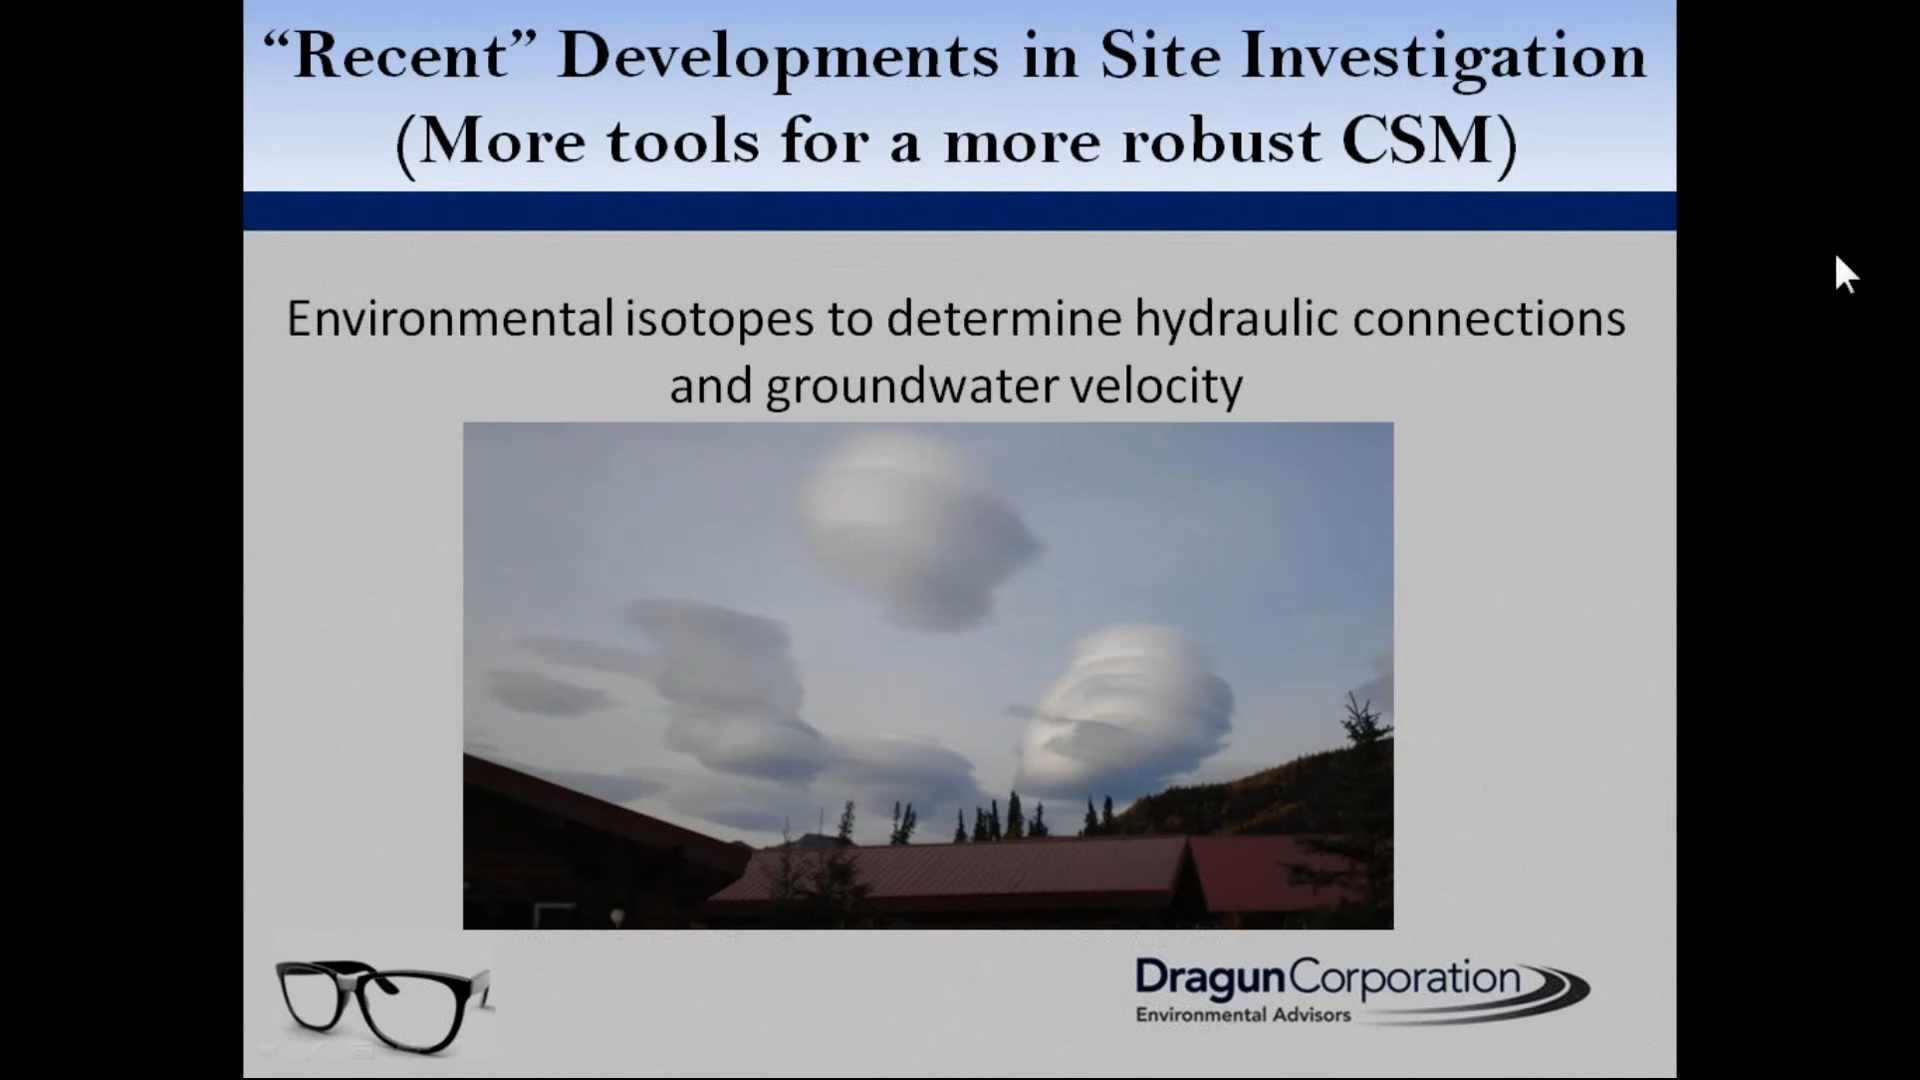 “Recent” Developments in Site Investigation
(More tools for a more robust CSM)
Environmental isotopes to determine hydraulic connections
and groundwater velocity
DragunCorporation
Environmental Advisors